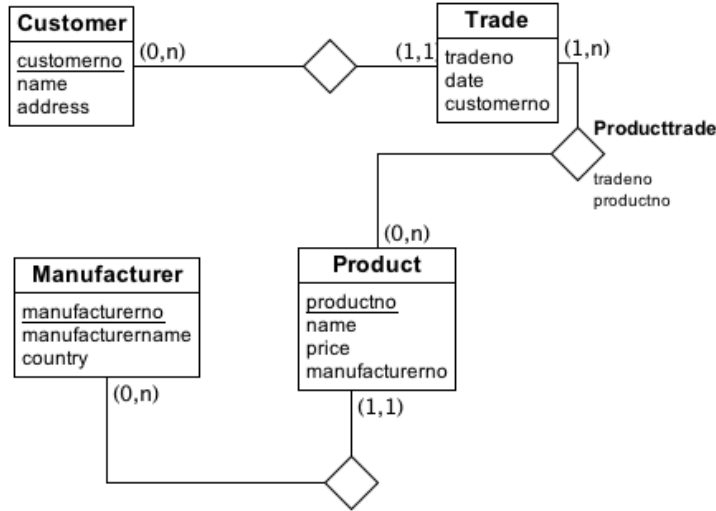 Customer
customerno
name
address
(0,n)
(1,1)
Trade
tradeno
date
customerno
(1,n)
Producttrade
tradeno
productno
(0,n)
Manufacturer
manufacturerno
manufacturername
country
(0,n)
Product
productno
name
price
manufacturerno
(1,1)